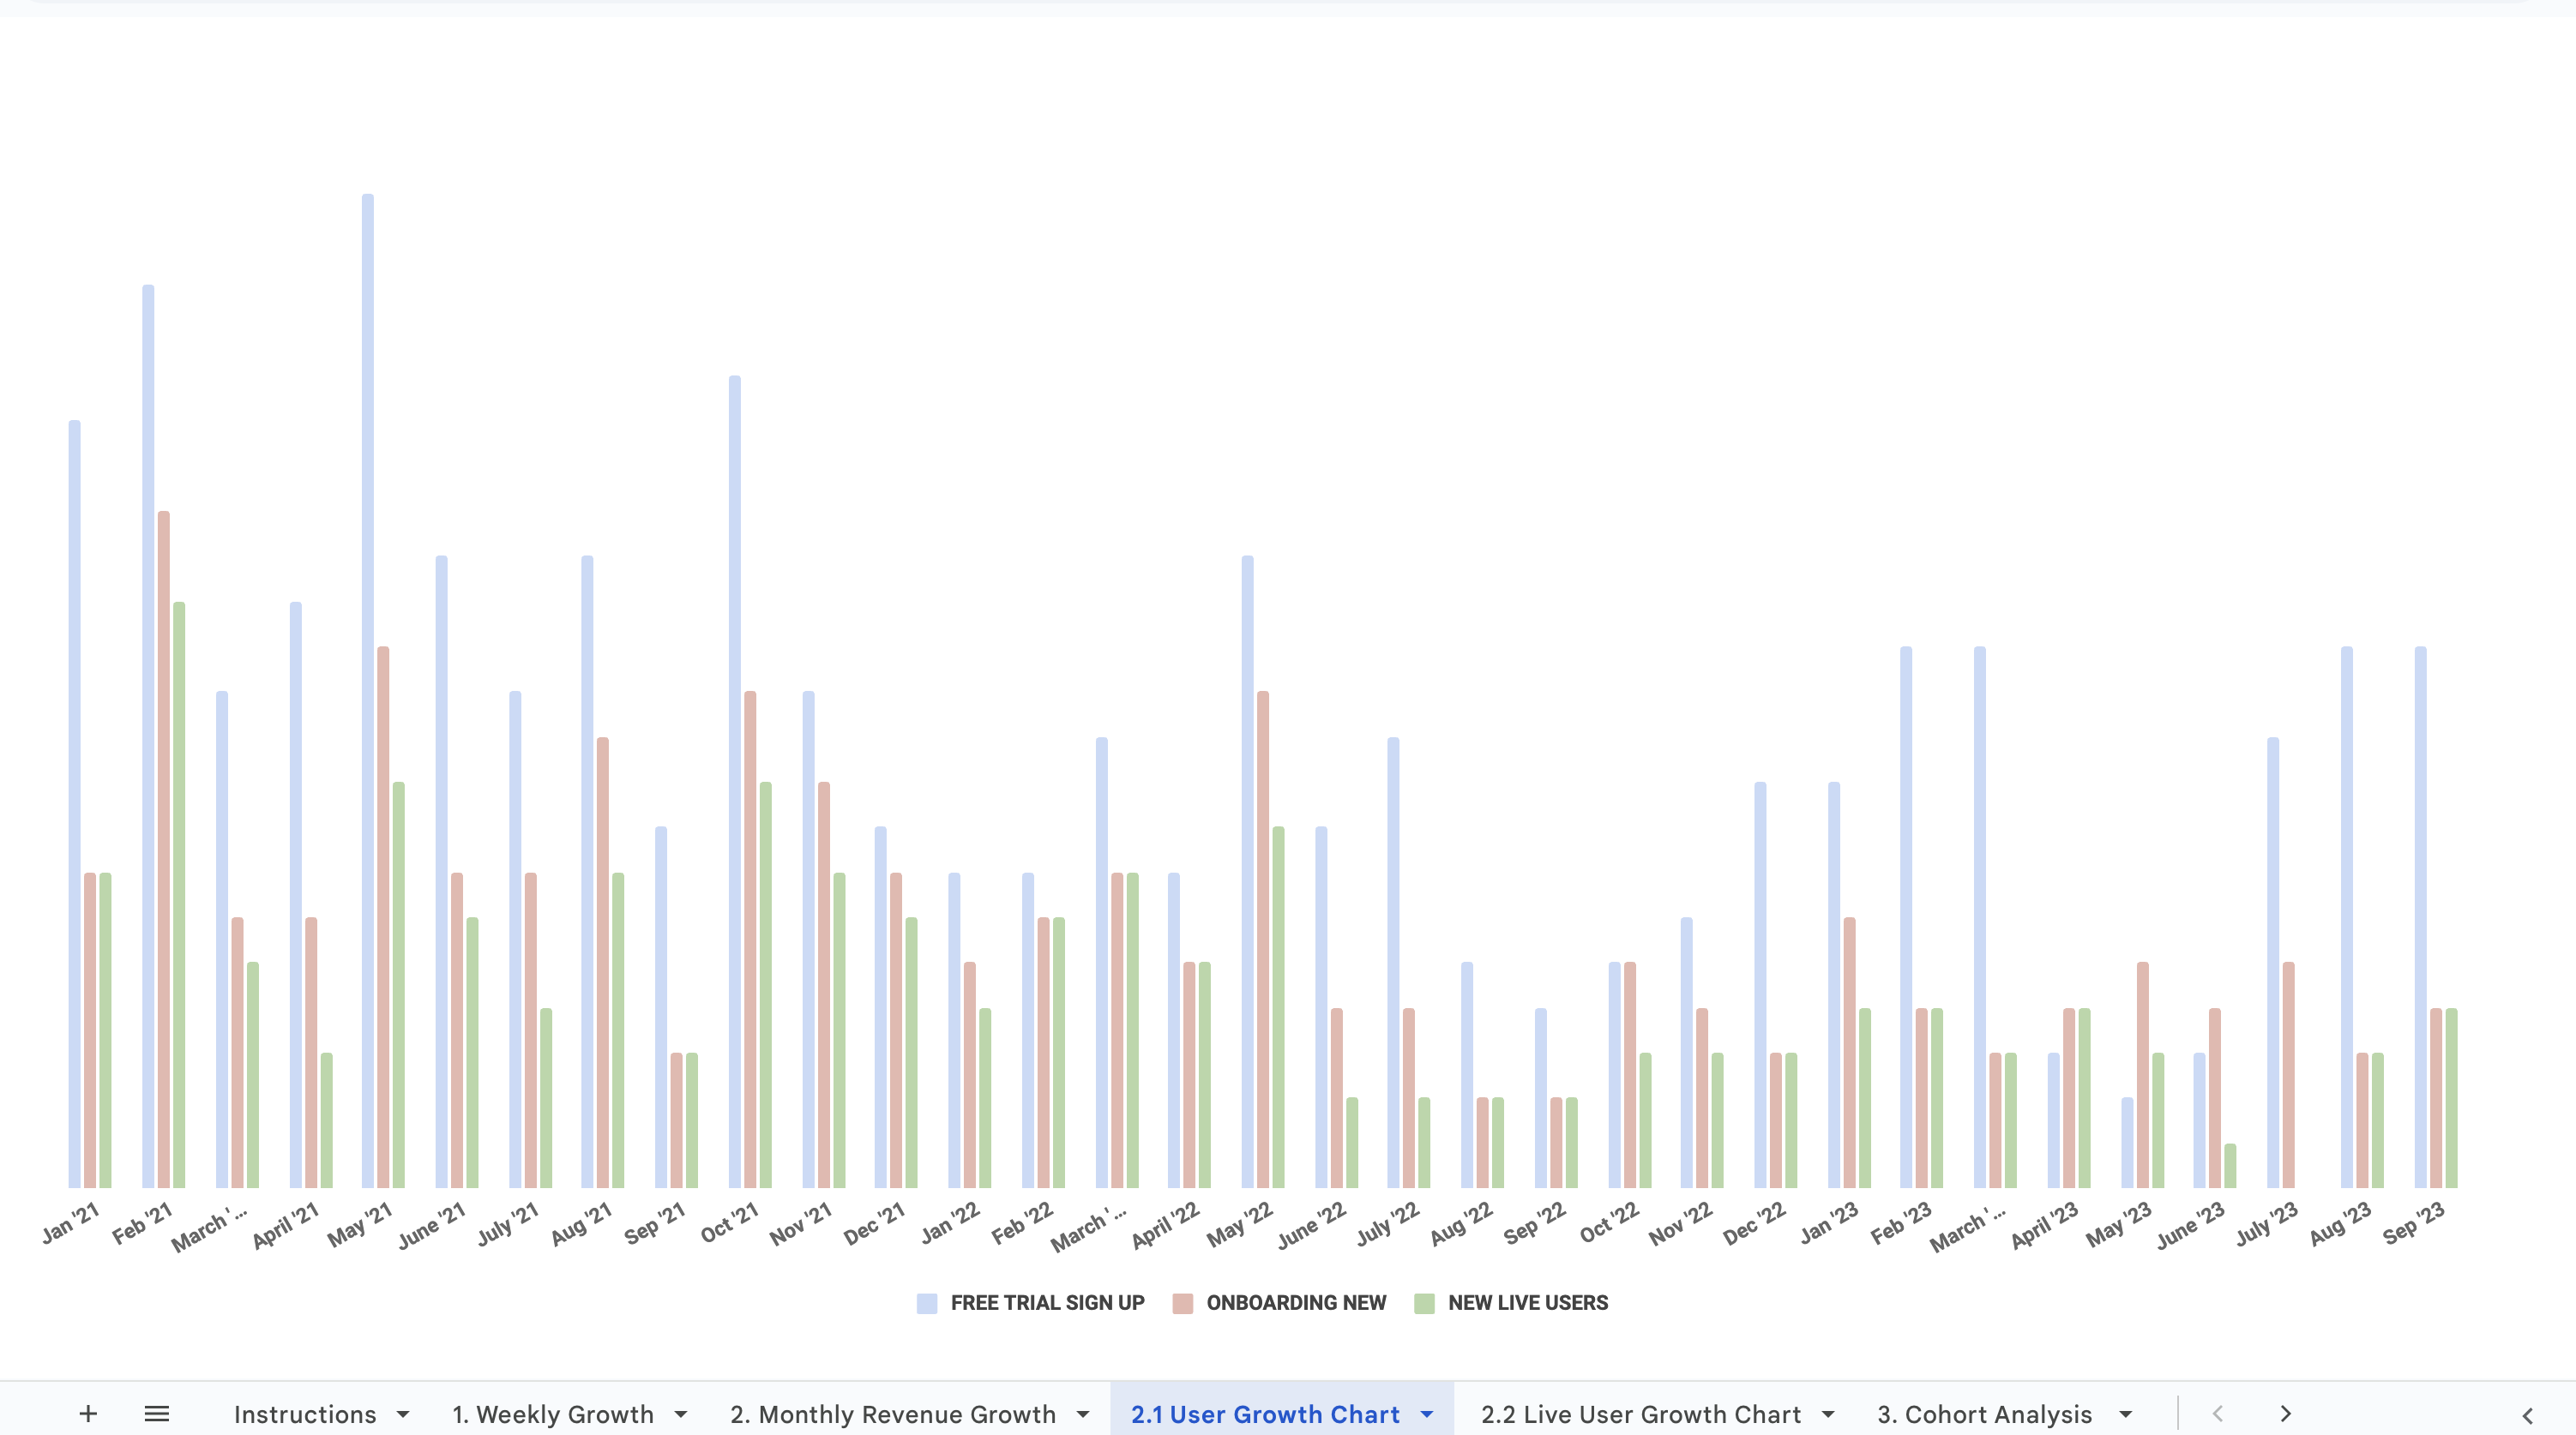 Jan '21
Feb '21
March ' ...
April '21
May '21
June '21
July '21
Aug '21
Sep '21
Oct '21
Nov '21
Dec '21
Jan '22
Feb '22
March ' ...
April '22
May '22
June '22
July '22
Aug '22
Sep '22
Oct '22
Nov '22
Dec '22
Jan '23
Feb '23
March ' ...
April '23
May '23
June '23
July '23
Aug '23
Sep '23
FREE TRIAL SIGN UP ONBOARDING NEW NEW LIVE USERS
Instructions 1. Weekly Growth 2. Monthly Revenue Growth 2.1 User Growth Chart 2.2 Live User Growth Chart 3. Cohort Analysis